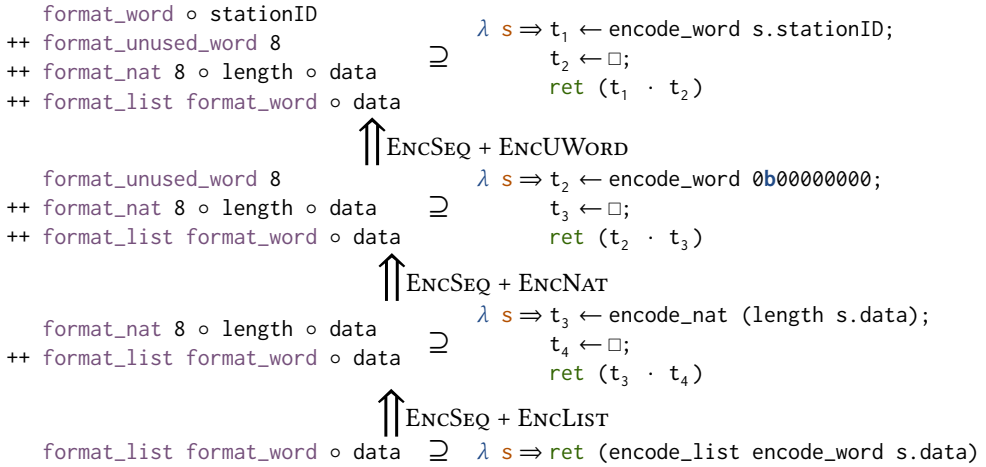 format_word ∘ stationID
++ format_unused_word 8
++ format_nat 8 ∘ length ∘ data
++ format_list format_word ∘ data
⊇
λ s ⇒ t₁ ← encode_word s.stationID;
t₂ ← □;
ret (t₁ · t₂)
⇑ EncSeq + EncUWord
format_unused_word 8
++ format_nat 8 ∘ length ∘ data
++ format_list format_word ∘ data
⊇
λ s ⇒ t₂ ← encode_word 0b00000000;
t₃ ← □;
ret (t₂ · t₃)
⇑ EncSeq + EncNat
format_nat 8 ∘ length ∘ data
++ format_list format_word ∘ data
⊇
λ s ⇒ t₃ ← encode_nat (length s.data);
t₄ ← □;
ret (t₃ · t₄)
⇑ EncSeq + EncList
format_list format_word ∘ data ⊇ λ s ⇒ ret (encode_list encode_word s.data)